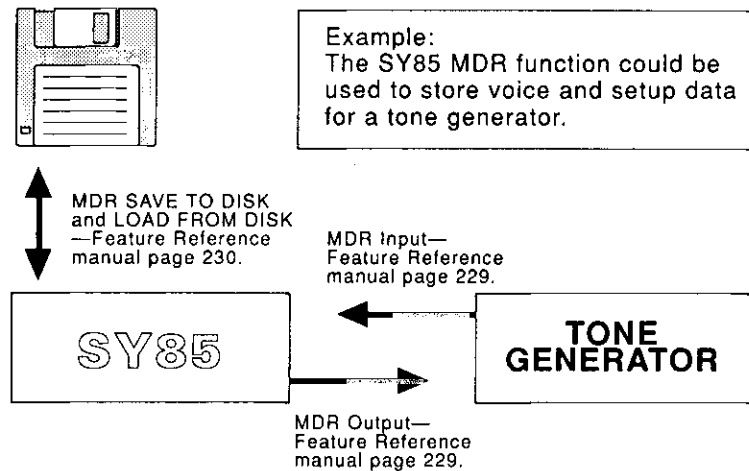 Example:
The SY85 MDR function could be
used to store voice and setup data
for a tone generator.
MDR SAVE TO DISK
and LOAD FROM DISK
—Feature Reference
manual page 230.
MDR Input—
Feature Reference
manual page 229.
SY85
TONE
GENERATOR
MDR Output—
Feature Reference
manual page 229.